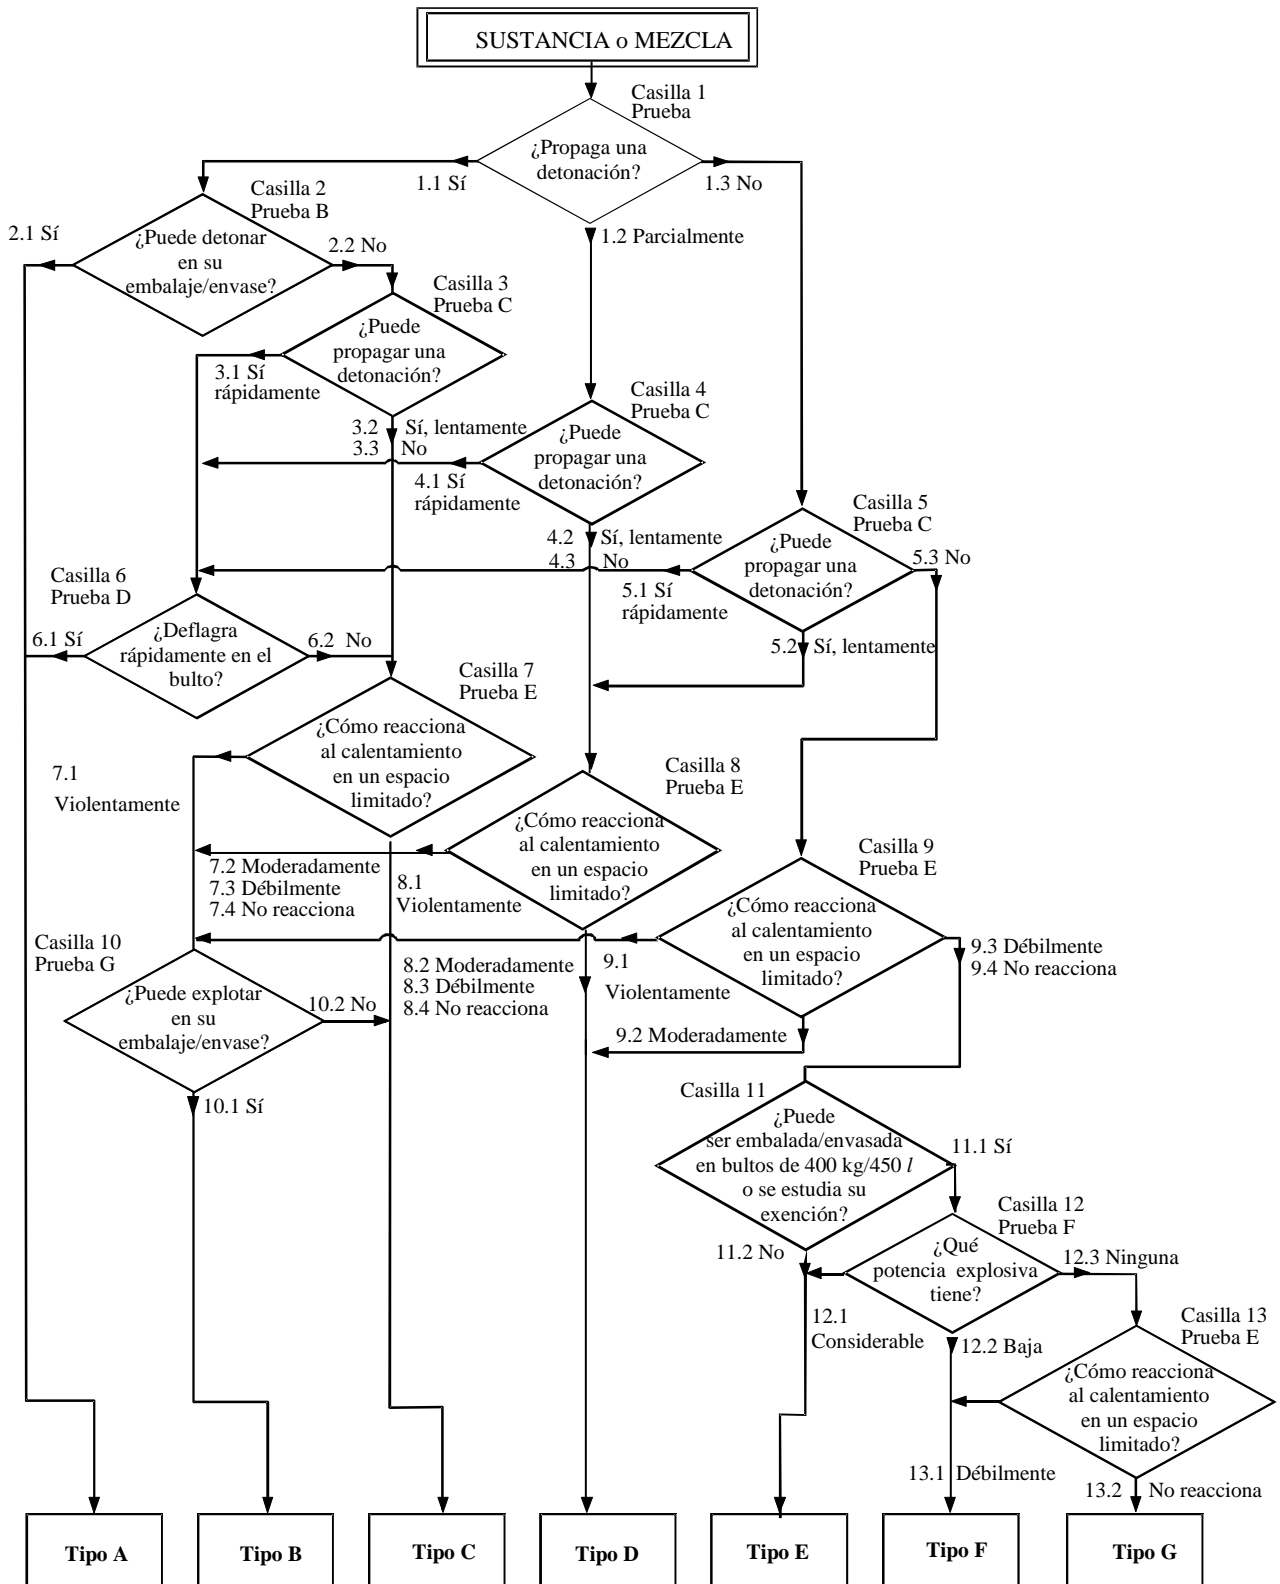 SUSTANCIA o MEZCLA
Casilla 1
Prueba
¿Propaga una
detonación?
1.1 Sí
1.3 No
1.2 Parcialmente
Casilla 2
Prueba B
2.1 Sí
¿Puede detonar
en su
embalaje/envase?
2.2 No
Casilla 3
Prueba C
¿Puede
propagar una
detonación?
3.1 Sí
rápidamente
3.2 Sí, lentamente
3.3 No
Casilla 4
Prueba C
¿Puede
propagar una
detonación?
4.1 Sí
rápidamente
4.2 Sí, lentamente
4.3 No
Casilla 5
Prueba C
¿Puede
propagar una
detonación?
5.3 No
5.1 Sí
rápidamente
5.2 Sí, lentamente
Casilla 6
Prueba D
6.1 Sí
¿Deflagra
rápidamente en el
bulto?
6.2 No
Casilla 7
Prueba E
¿Cómo reacciona
al calentamiento
en un espacio
limitado?
7.1
Violentamente
7.2 Moderadamente
7.3 Débilmente
7.4 No reacciona
Casilla 8
Prueba E
¿Cómo reacciona
al calentamiento
en un espacio
limitado?
8.1
Violentamente
8.2 Moderadamente
8.3 Débilmente
8.4 No reacciona
Casilla 9
Prueba E
¿Cómo reacciona
al calentamiento
en un espacio
limitado?
9.1
Violentamente
9.2 Moderadamente
9.3 Débilmente
9.4 No reacciona
Casilla 10
Prueba G
¿Puede explotar
en su
embalaje/envase?
10.2 No
10.1 Sí
Casilla 11
¿Puede
ser embalada/envasada
en bultos de 400 kg/450 l
o se estudia su
exención?
11.1 Sí
11.2 No
Casilla 12
Prueba F
¿Qué
potencia explosiva
tiene?
12.3 Ninguna
12.1
Considerable
12.2 Baja
Casilla 13
Prueba E
¿Cómo reacciona
al calentamiento
en un espacio
limitado?
13.1 Débilmente
13.2 No reacciona
Tipo A
Tipo B
Tipo C
Tipo D
Tipo E
Tipo F
Tipo G